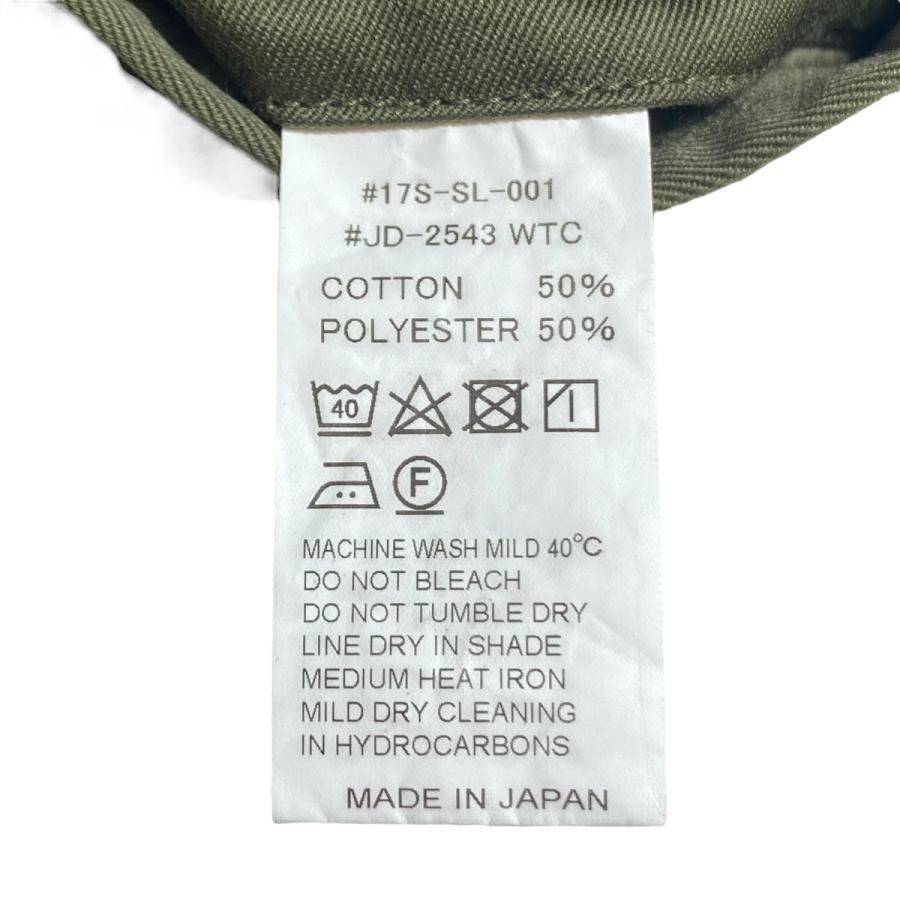 #17S-SL-001
#JD-2543 WTC
COTTON 50%
POLYESTER 50%
40
F
MACHINE WASH MILD 40°C
DO NOT BLEACH
DO NOT TUMBLE DRY
LINE DRY IN SHADE
MEDIUM HEAT IRON
MILD DRY CLEANING
IN HYDROCARBONS
MADE IN JAPAN